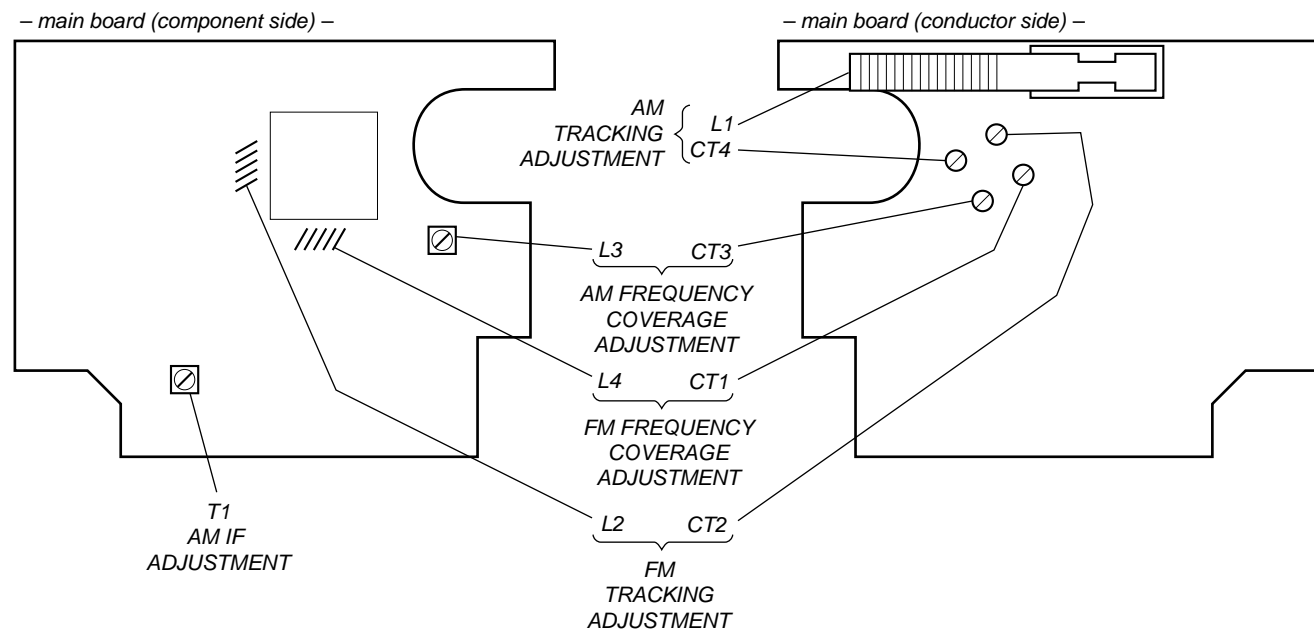 – main board (component side) –
– main board (conductor side) –
AM
TRACKING
ADJUSTMENT
L1
CT4
L3 CT3
AM FREQUENCY
COVERAGE
ADJUSTMENT
L4 CT1
FM FREQUENCY
COVERAGE
ADJUSTMENT
T1
AM IF
ADJUSTMENT
L2 CT2
FM
TRACKING
ADJUSTMENT